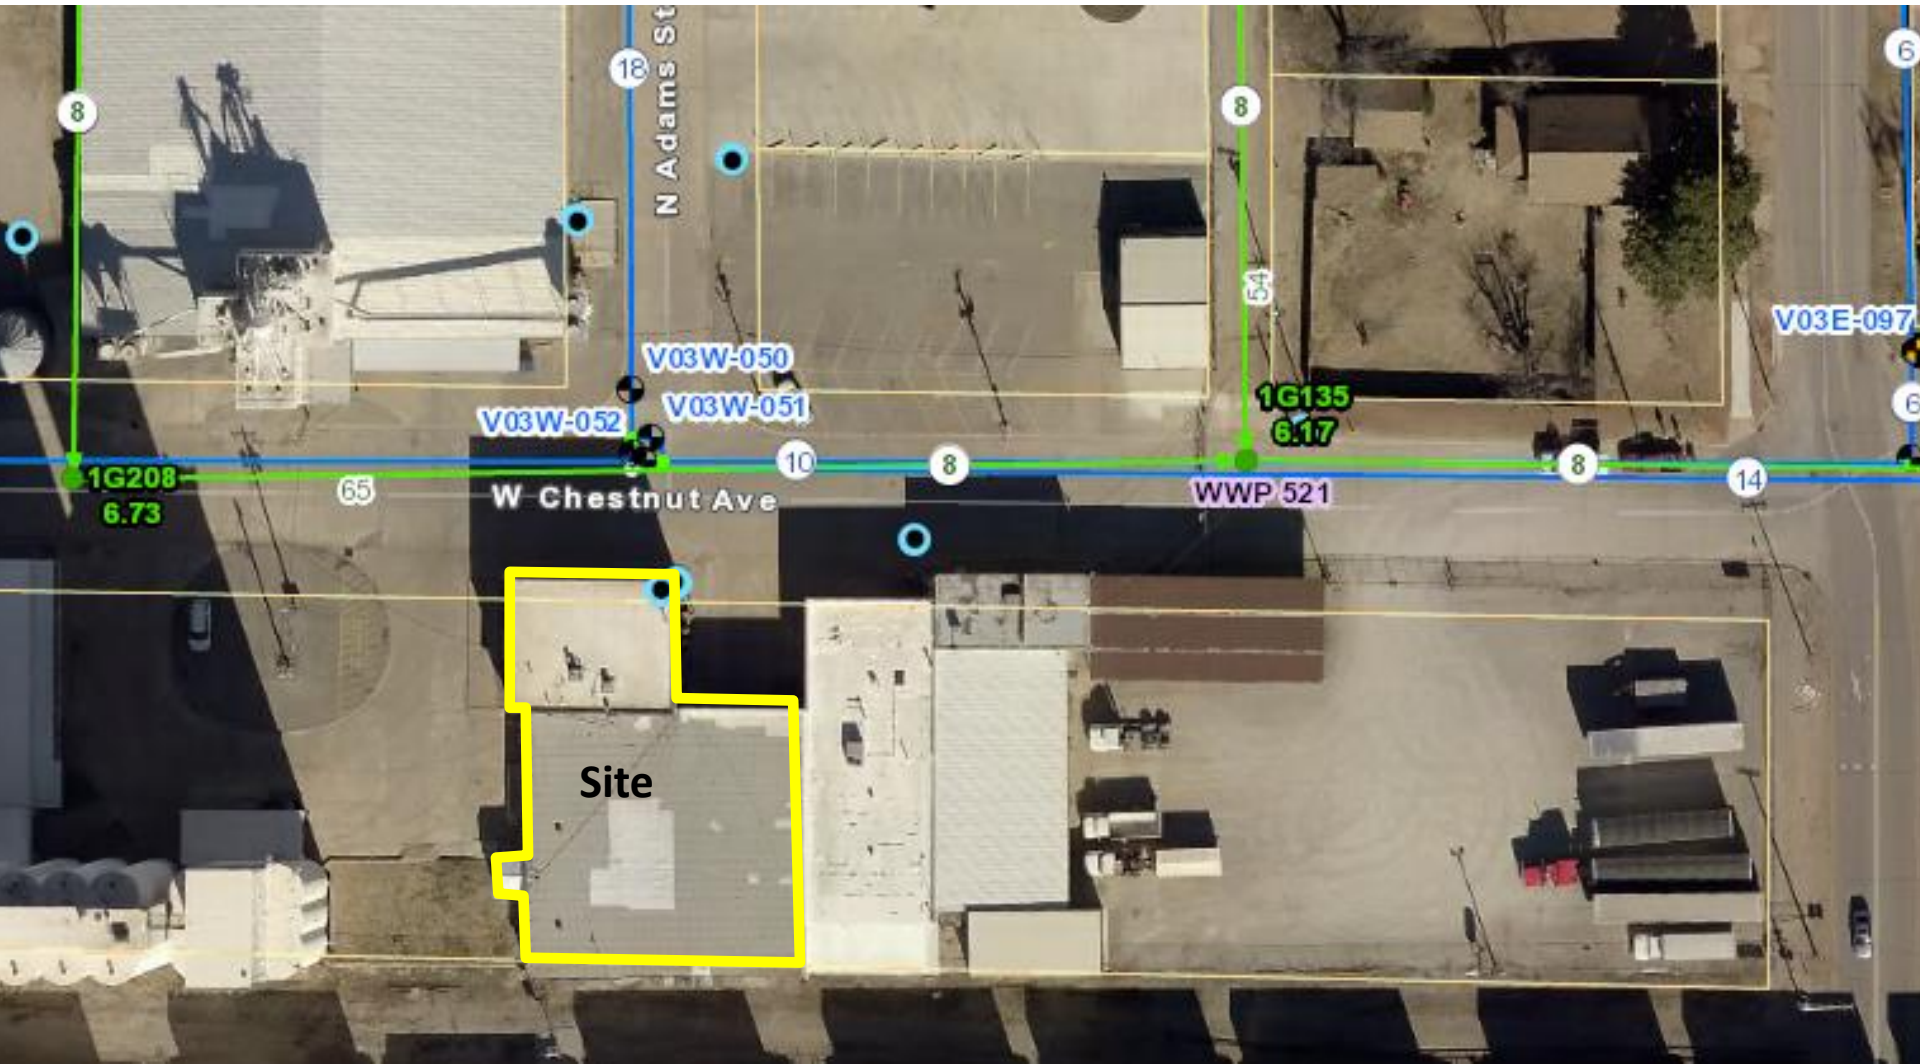 6
18
N Adams St
8
8
54
V03E-097
V03W-050
1G135
V03W-051
6.17
V03W-052
6
1G208
10
8
8
14
65
W Chestnut Ave
WWP 521
6.73
Site